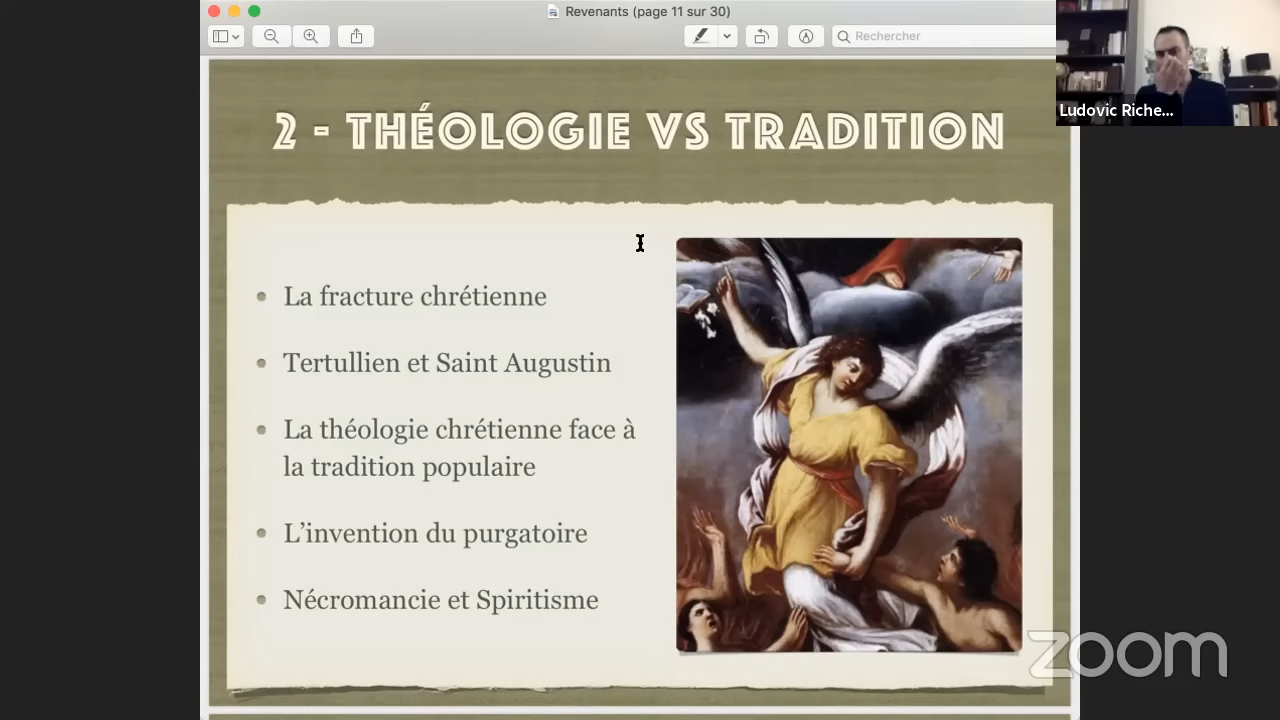 Revenants (page 11 sur 30)
Rechercher
Ludovic Riche...
2 - THÉOLOGIE VS TRADITION
La fracture chrétienne
Tertullien et Saint Augustin
La théologie chrétienne face à
la tradition populaire
L’invention du purgatoire
Nécromancie et Spiritisme
zoom